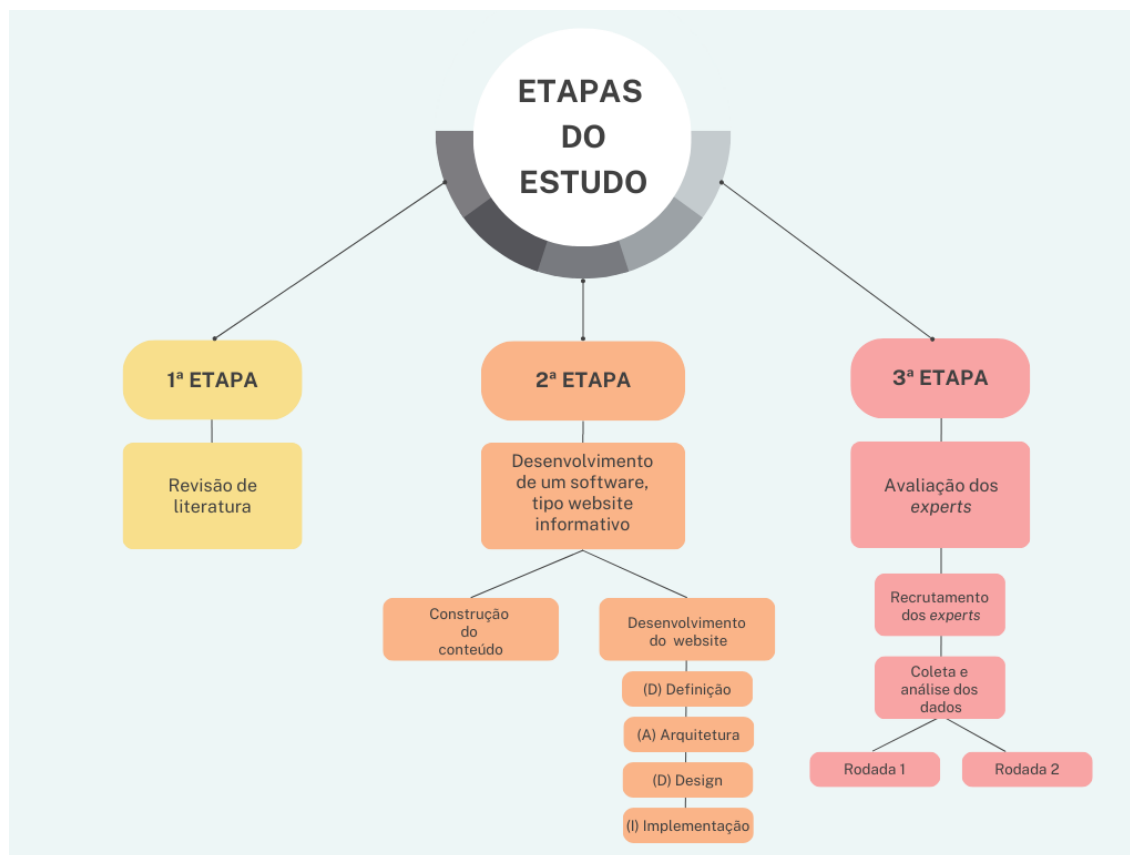 ETAPAS
DO
ESTUDO
1ª ETAPA
Revisão de
literatura
2ª ETAPA
Desenvolvimento
de um software,
tipo website
informativo
Construção
do
conteúdo
Desenvolvimento
do website
(D) Definição
(A) Arquitetura
(D) Design
(I) Implementação
3ª ETAPA
Avaliação dos
experts
Recrutamento
dos experts
Coleta e
análise dos
dados
Rodada 1
Rodada 2